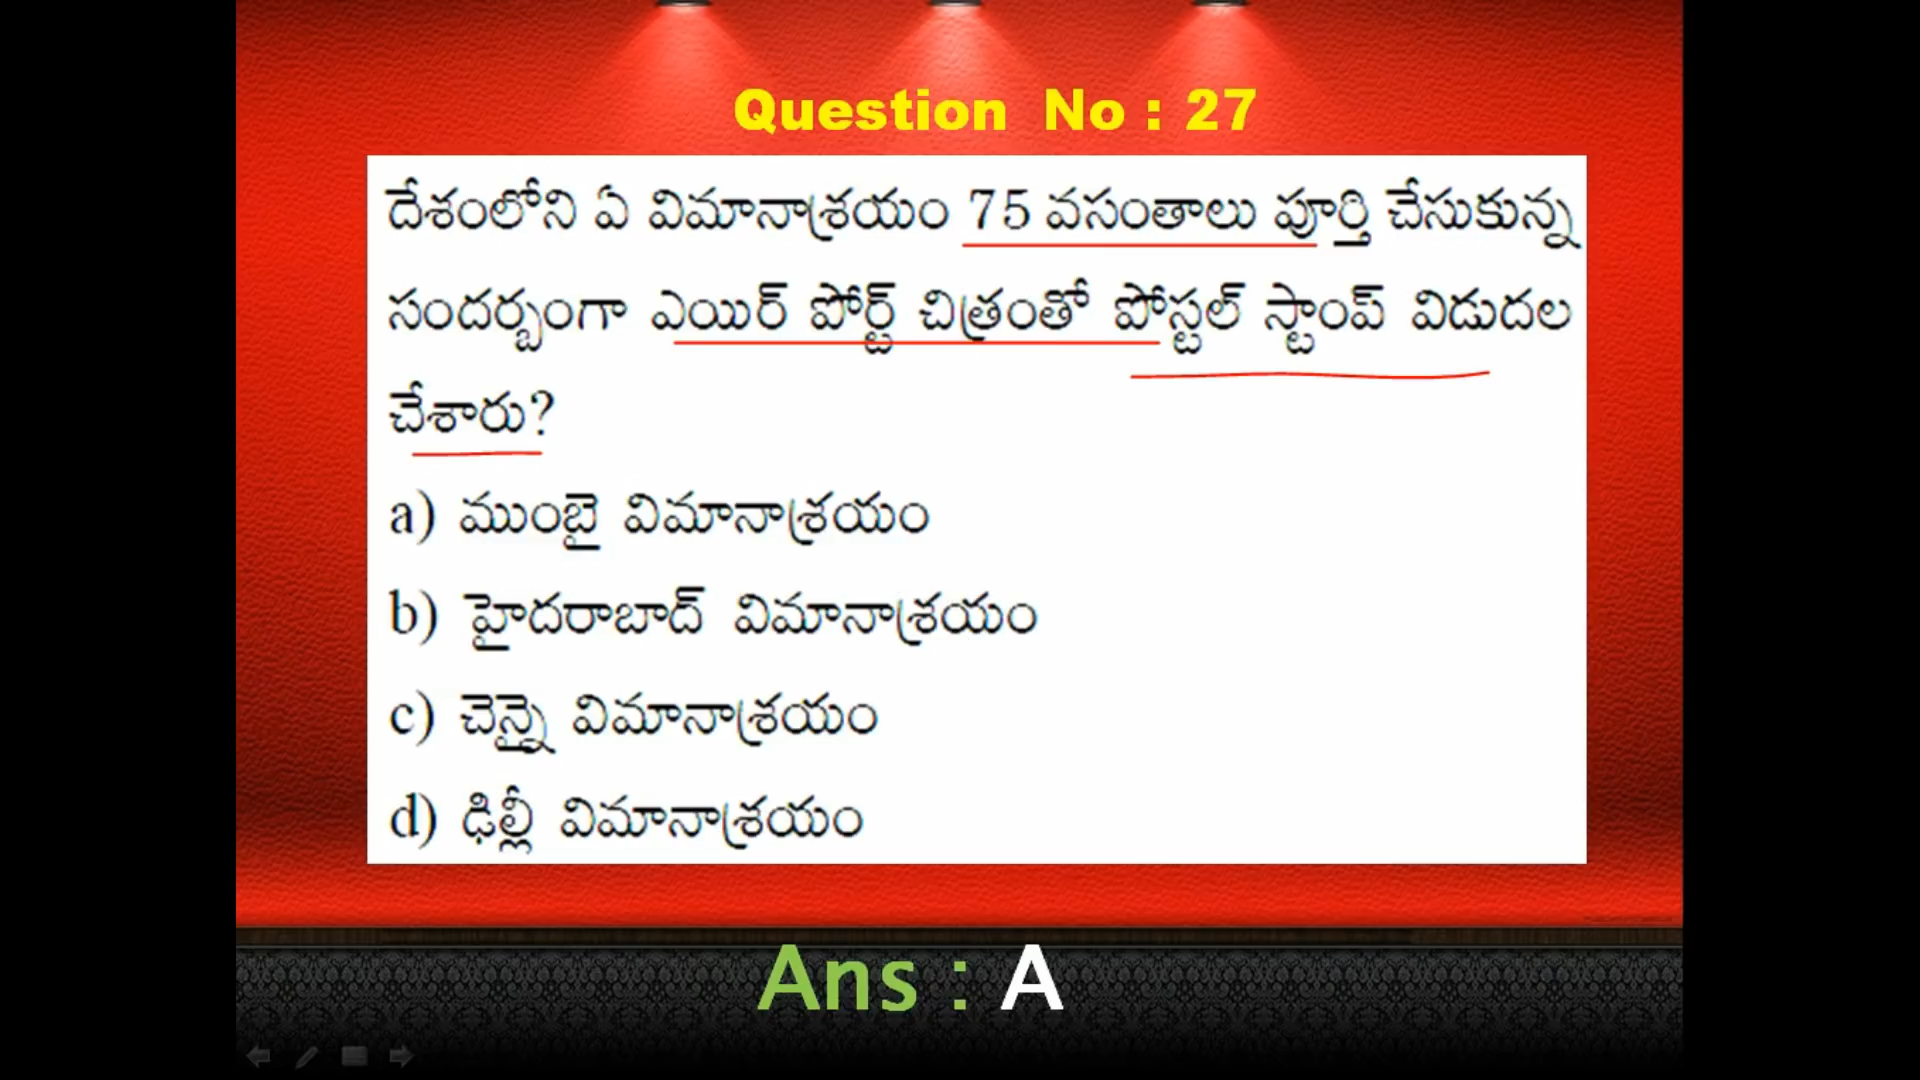 Question No : 27
దేశంలోని ఏ విమానాశ్రయం 75 వసంతాలు పూర్తి చేసుకున్న
సందర్బంగా ఎయిర్ పోర్ట్ చిత్రంతో పోస్టల్ స్టాంప్ విడుదల
చేశారు?
a) ముంబై విమానాశ్రయం
b) హైదరాబాద్ విమానాశ్రయం
c) చెన్నై విమానాశ్రయం
d) ఢిల్లీ విమానాశ్రయం
Ans : A